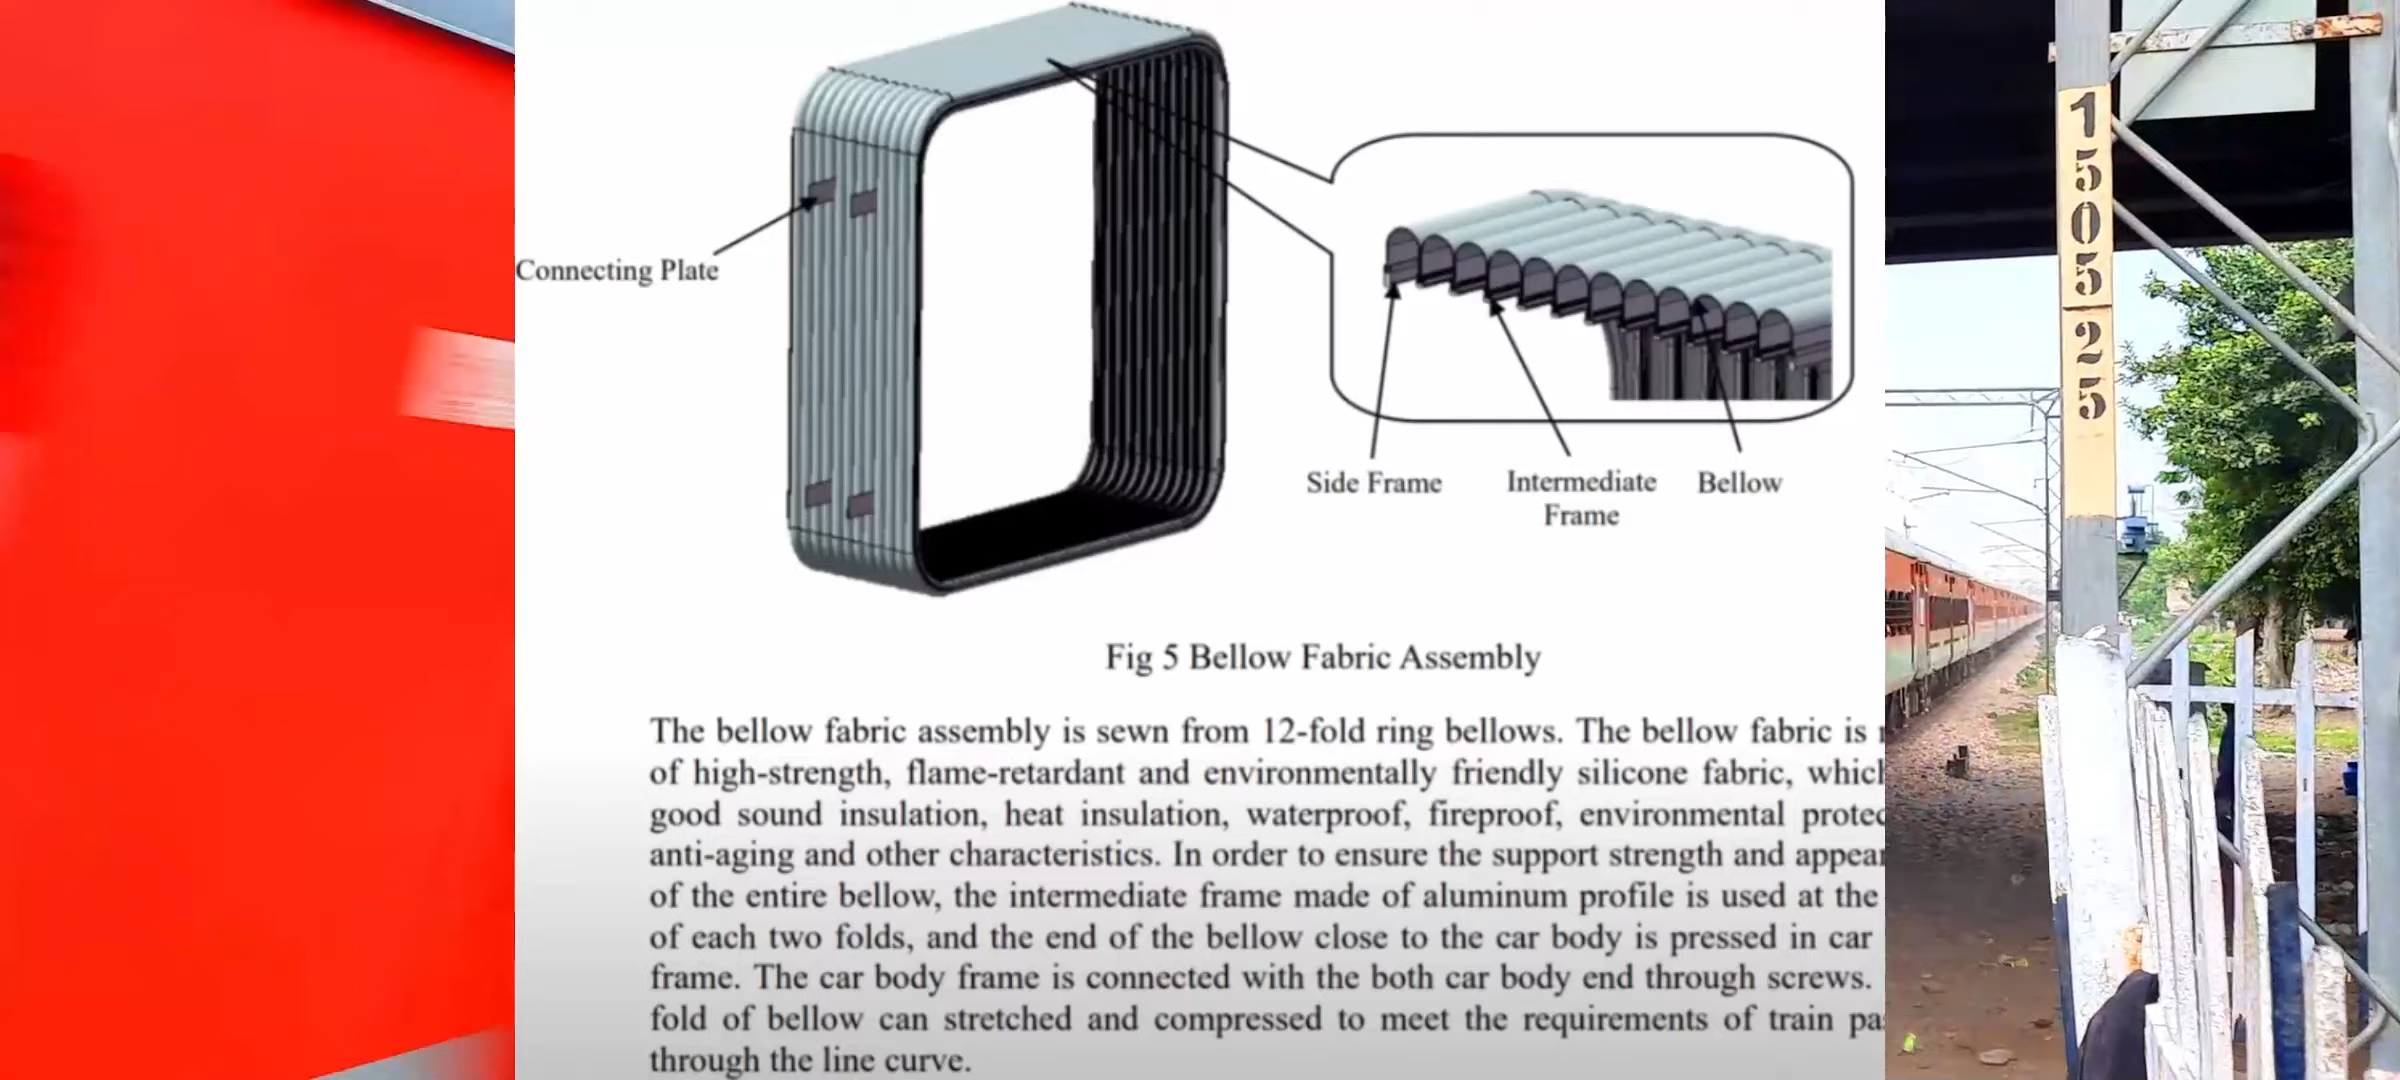 Connecting Plate
Side Frame
Intermediate
Frame
Bellow
Fig 5 Bellow Fabric Assembly
The bellow fabric assembly is sewn from 12-fold ring bellows. The bellow fabric is
of high-strength, flame-retardant and environmentally friendly silicone fabric, whic
good sound insulation, heat insulation, waterproof, fireproof, environmental protec
anti-aging and other characteristics. In order to ensure the support strength and appea
of the entire bellow, the intermediate frame made of aluminum profile is used at the
of each two folds, and the end of the bellow close to the car body is pressed in car
frame. The car body frame is connected with the both car body end through screws.
fold of bellow can stretched and compressed to meet the requirements of train pa
through the line curve.
1
5
0
5
2
5